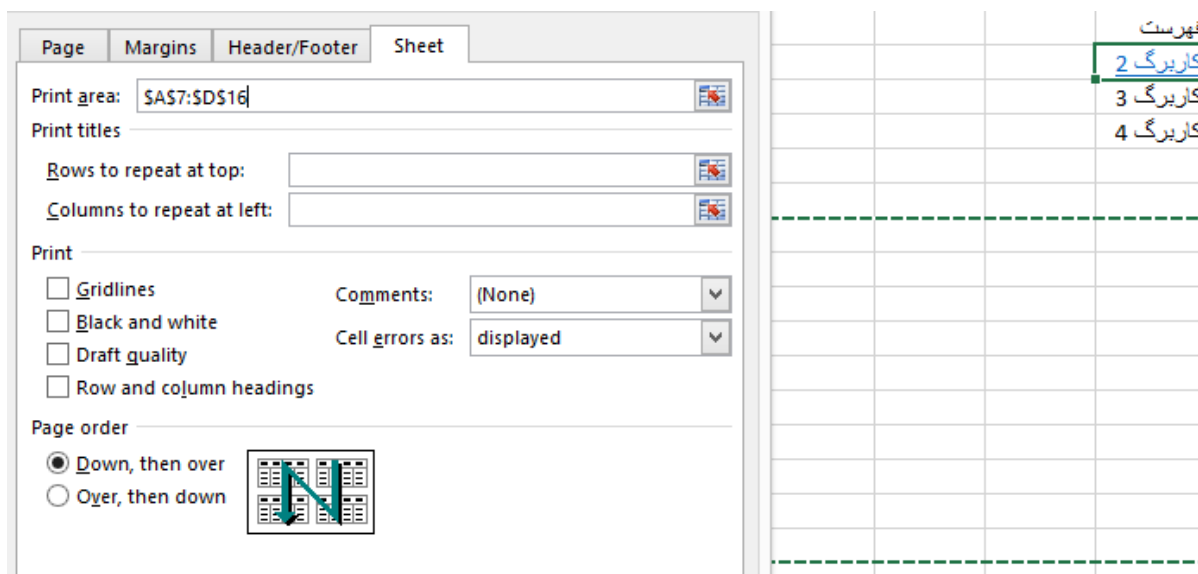 Page Margins Header/Footer Sheet
Print area: $A$7:$D$16
Print titles
Rows to repeat at top:
Columns to repeat at left:
Print
Gridlines
Comments: (None)
Black and white
Cell errors as: displayed
Draft quality
Row and column headings
Page order
Down, then over
Over, then down
فهرست
کاربرگ 2
کاربرگ 3
کاربرگ 4